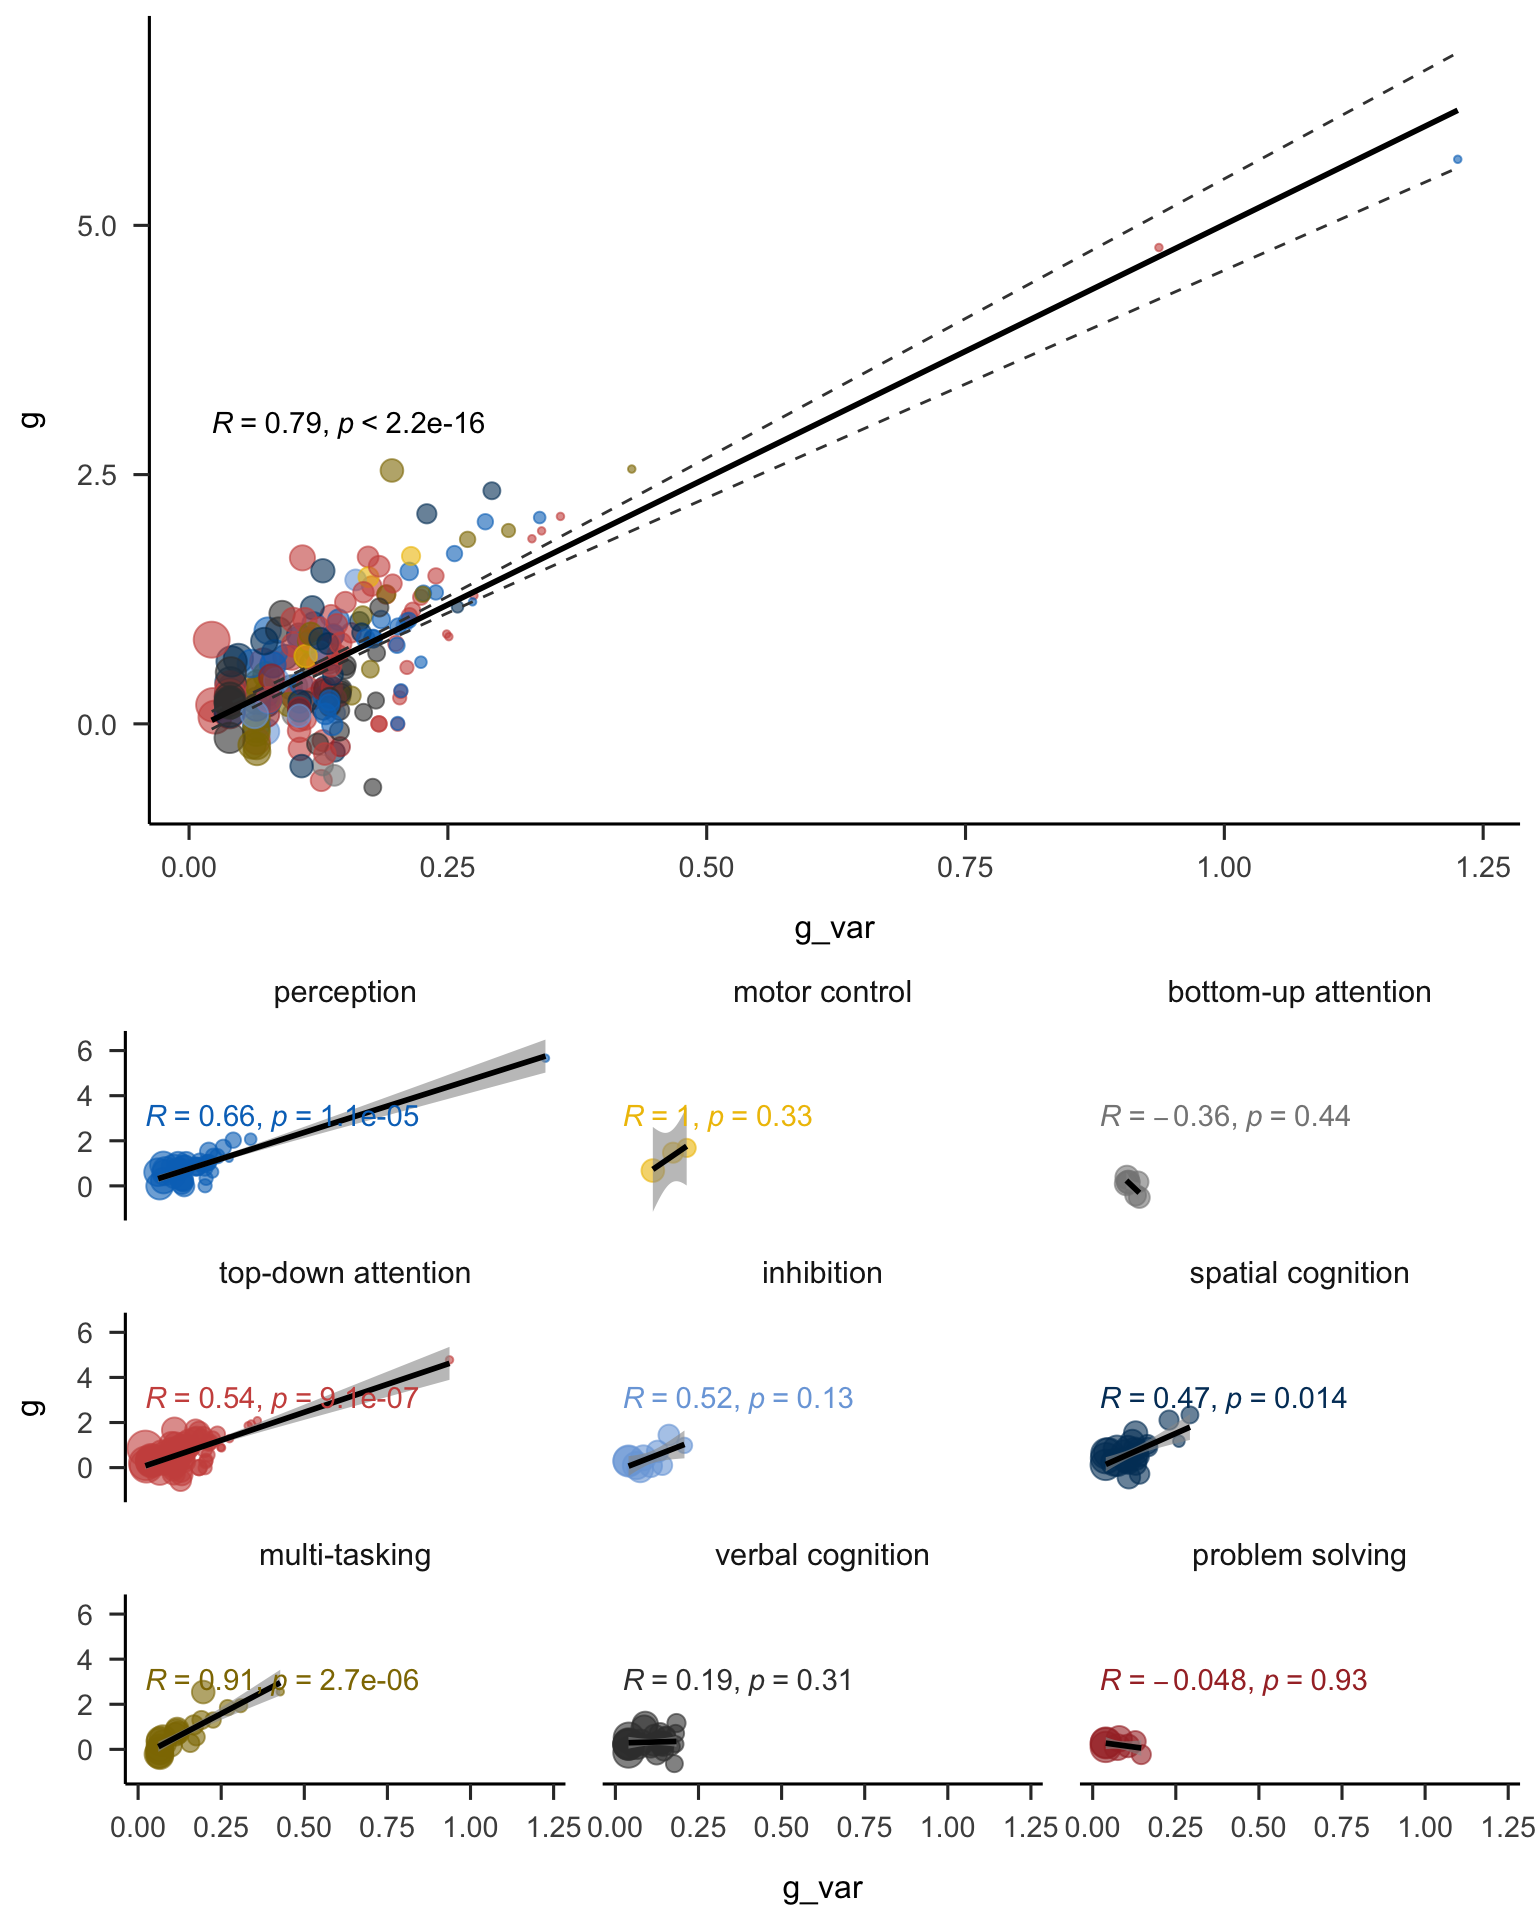 5.0
g
R = 0.79, p < 2.2e-16
2.5
0.0
0.00 0.25 0.50 0.75 1.00 1.25
g_var
perception motor control bottom-up attention
6
4
R = 0.66, p = 1.1e-05 R = 1, p = 0.33 R = −0.36, p = 0.44
2
0
top-down attention inhibition spatial cognition
6
4
g
R = 0.54, p = 9.1e-07 R = 0.52, p = 0.13 R = 0.47, p = 0.014
2
0
multi-tasking verbal cognition problem solving
6
4
R = 0.91, p = 2.7e-06 R = 0.19, p = 0.31 R = −0.048, p = 0.93
2
0
0.00 0.25 0.50 0.75 1.00 1.25 0.00 0.25 0.50 0.75 1.00 1.25 0.00 0.25 0.50 0.75 1.00 1.25
g_var